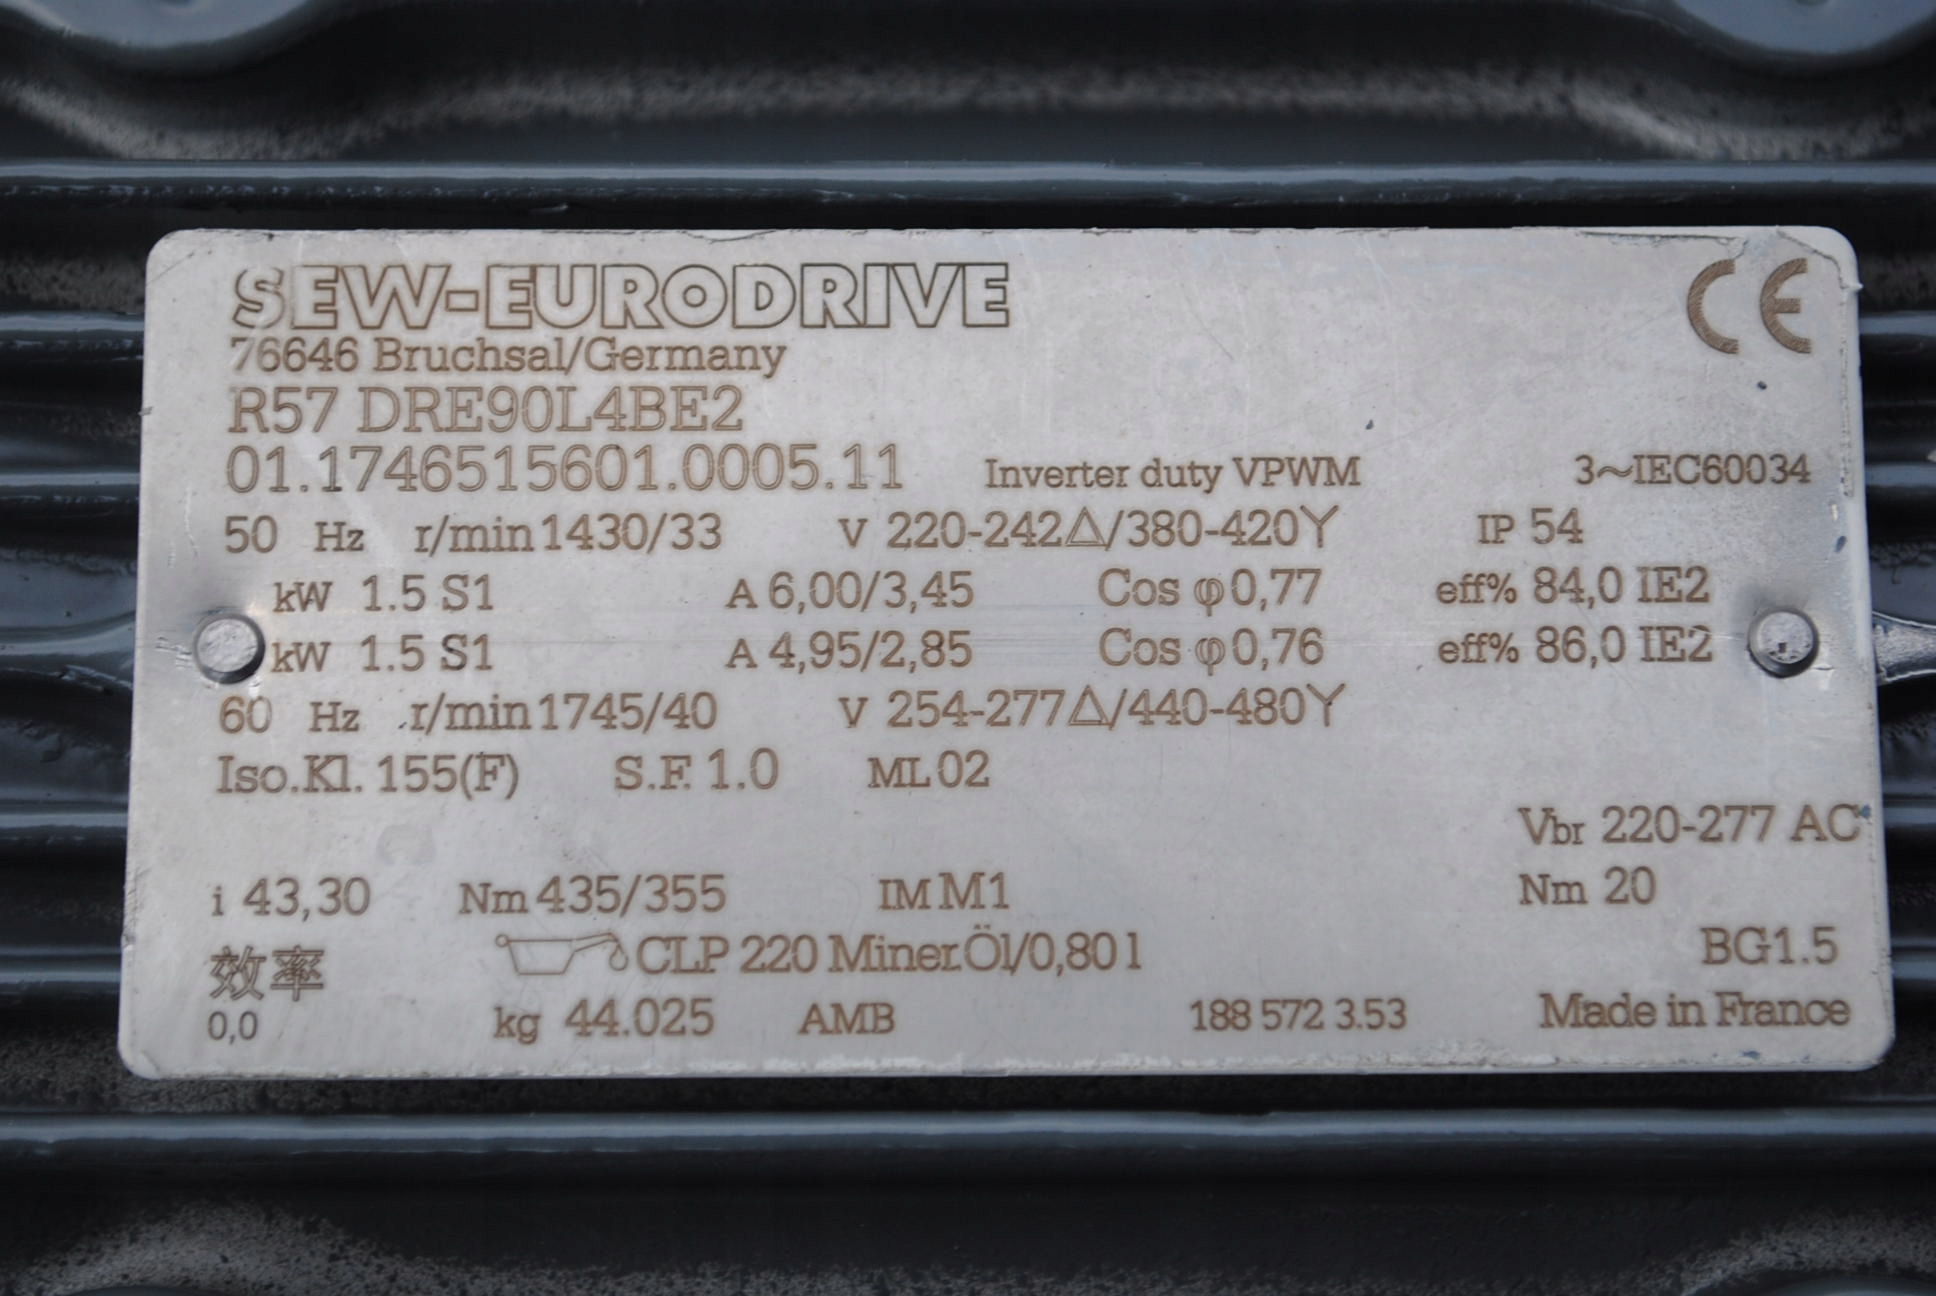 SEW-EURODRIVE CE
76646 Bruchsal/Germany
R57 DRE90L4BE2
01.1746515601.0005.11 Inverter duty VPWM 3~IEC60034
50 Hz r/min 1430/33 V 220-242△/380-420Y IP 54
kW 1.5 S1 A 6,00/3,45 Cos φ 0,77 eff% 84,0 IE2
kW 1.5 S1 A 4,95/2,85 Cos φ 0,76 eff% 86,0 IE2
60 Hz r/min 1745/40 V 254-277△/440-480Y
Iso.Kl. 155(F) S.F. 1.0 ML 02
Vbr 220-277 AC
i 43,30 Nm 435/355 IM M1 Nm 20
效率 CLP 220 Miner.Öl/0,80 l BG1.5
0,0 kg 44.025 AMB 188 572 3.53 Made in France